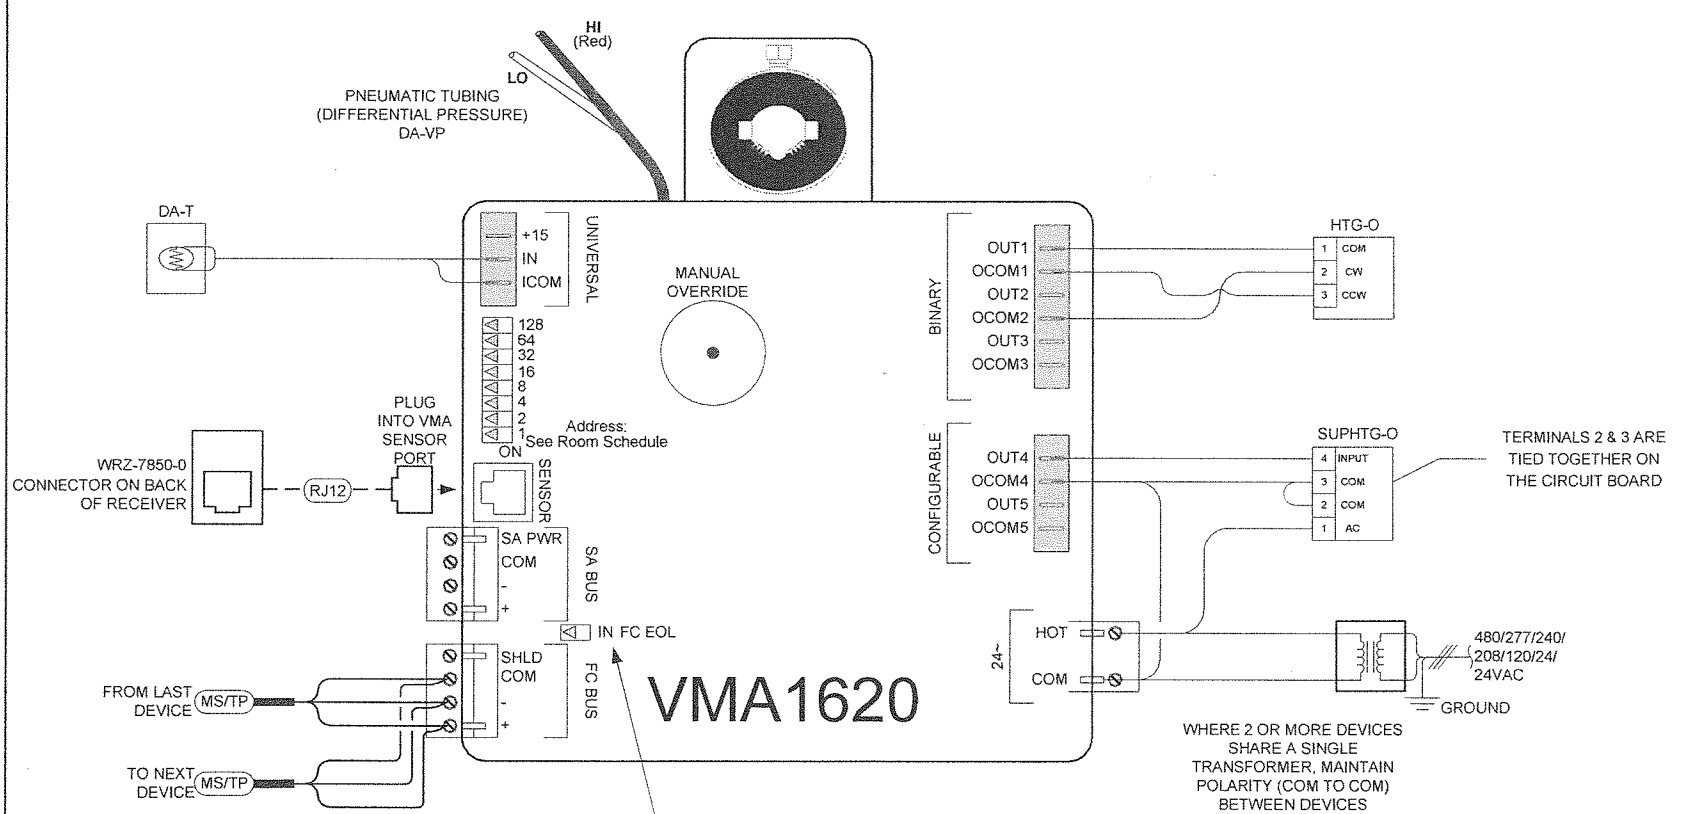 HI
(Red)
LO
PNEUMATIC TUBING
(DIFFERENTIAL PRESSURE)
DA-VP
DA-T
+15
IN
ICOM
UNIVERSAL
128
64
32
16
8
4
2
1
ON
Address:
See Room Schedule
MANUAL
OVERRIDE
PLUG
INTO VMA
SENSOR
PORT
WRZ-7850-0
CONNECTOR ON BACK
OF RECEIVER
RJ12
SENSOR
SA PWR
COM
-
+
SA BUS
IN FC EOL
SHLD
COM
-
+
FC BUS
FROM LAST
DEVICE
MS/TP
TO NEXT
DEVICE
MS/TP
VMA1620
BINARY
OUT1
OCOM1
OUT2
OCOM2
OUT3
OCOM3
CONFIGURABLE
OUT4
OCOM4
OUT5
OCOM5
24~
HOT
COM
HTG-O
1 COM
2 CW
3 CCW
SUPHTG-O
4 INPUT
3 COM
2 COM
1 AC
TERMINALS 2 & 3 ARE
TIED TOGETHER ON
THE CIRCUIT BOARD
480/277/240/
208/120/24/
24VAC
GROUND
WHERE 2 OR MORE DEVICES
SHARE A SINGLE
TRANSFORMER, MAINTAIN
POLARITY (COM TO COM)
BETWEEN DEVICES